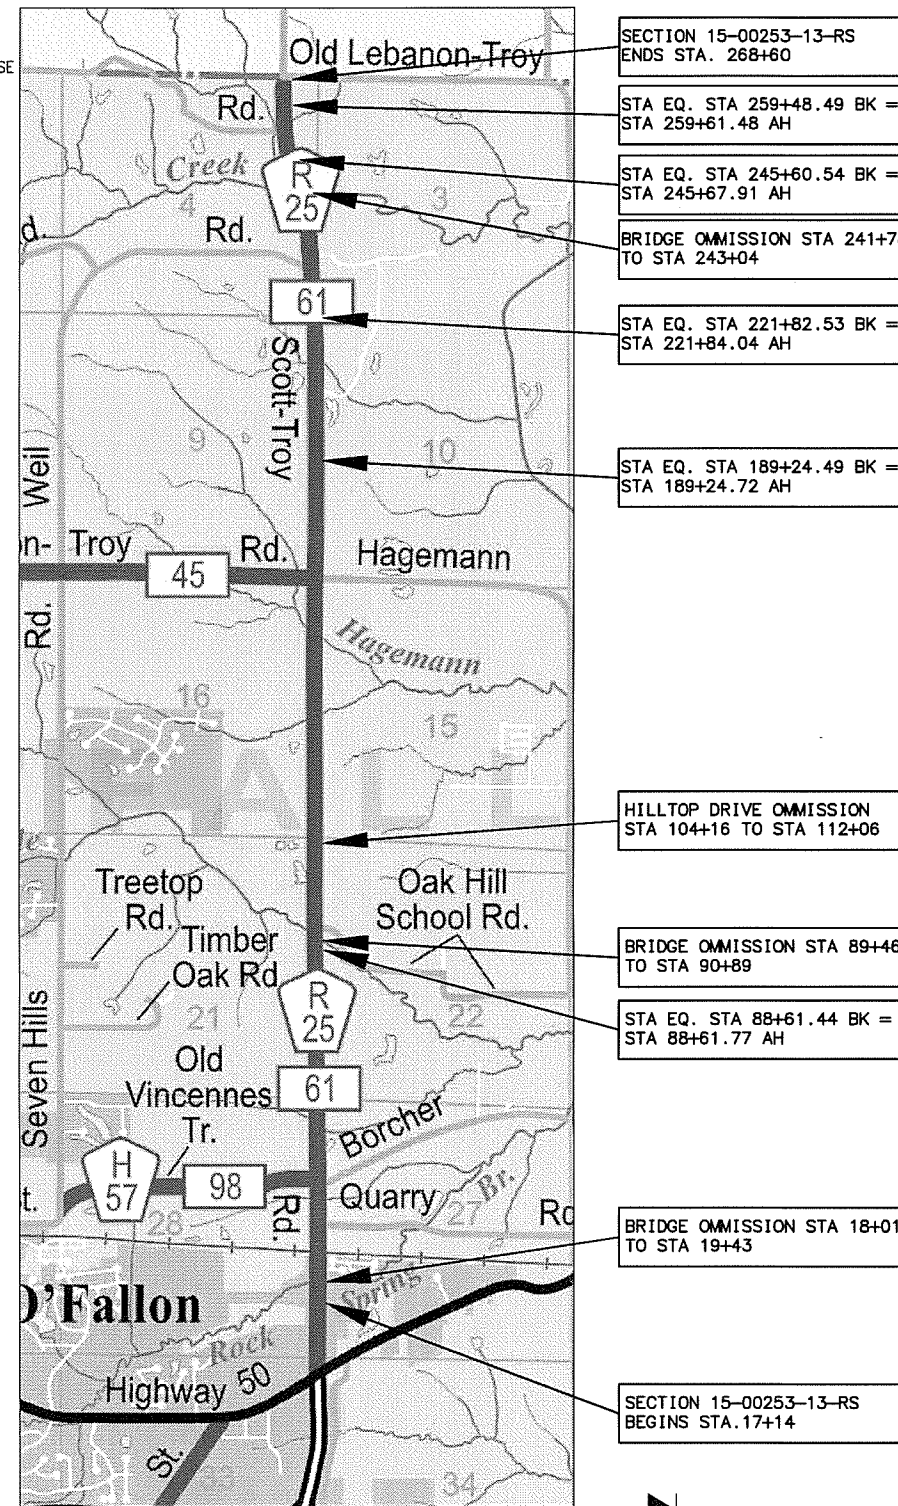 SE
Old Lebanon-Troy
Rd.
Creek
R
25
4
3
d.
Rd.
61
Scott-Troy
9
10
Weil
Rd.
on- Troy
Rd.
45
Hagemann
Hagemann
16
15
ALL
Treetop
Rd.
Timber
Oak Rd
Oak Hill
School Rd.
R
25
21
22
Seven Hills
Old
Vincennes
Tr.
61
Borcher
H
57
98
Rd.
Quarry
Br.
Rd
t.
28
27
O'Fallon
Spring
Rock
Highway 50
St.
33
34
SECTION 15-00253-13-RS
ENDS STA. 268+60
STA EQ. STA 259+48.49 BK =
STA 259+61.48 AH
STA EQ. STA 245+60.54 BK =
STA 245+67.91 AH
BRIDGE OMMISSION STA 241+7
TO STA 243+04
STA EQ. STA 221+82.53 BK =
STA 221+84.04 AH
STA EQ. STA 189+24.49 BK =
STA 189+24.72 AH
HILLTOP DRIVE OMMISSION
STA 104+16 TO STA 112+06
BRIDGE OMMISSION STA 89+46
TO STA 90+89
STA EQ. STA 88+61.44 BK =
STA 88+61.77 AH
BRIDGE OMMISSION STA 18+01
TO STA 19+43
SECTION 15-00253-13-RS
BEGINS STA.17+14